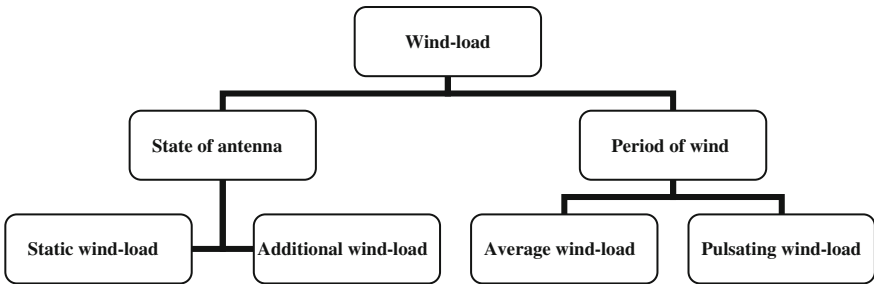 Wind-load
State of antenna
Period of wind
Static wind-load
Additional wind-load
Average wind-load
Pulsating wind-load